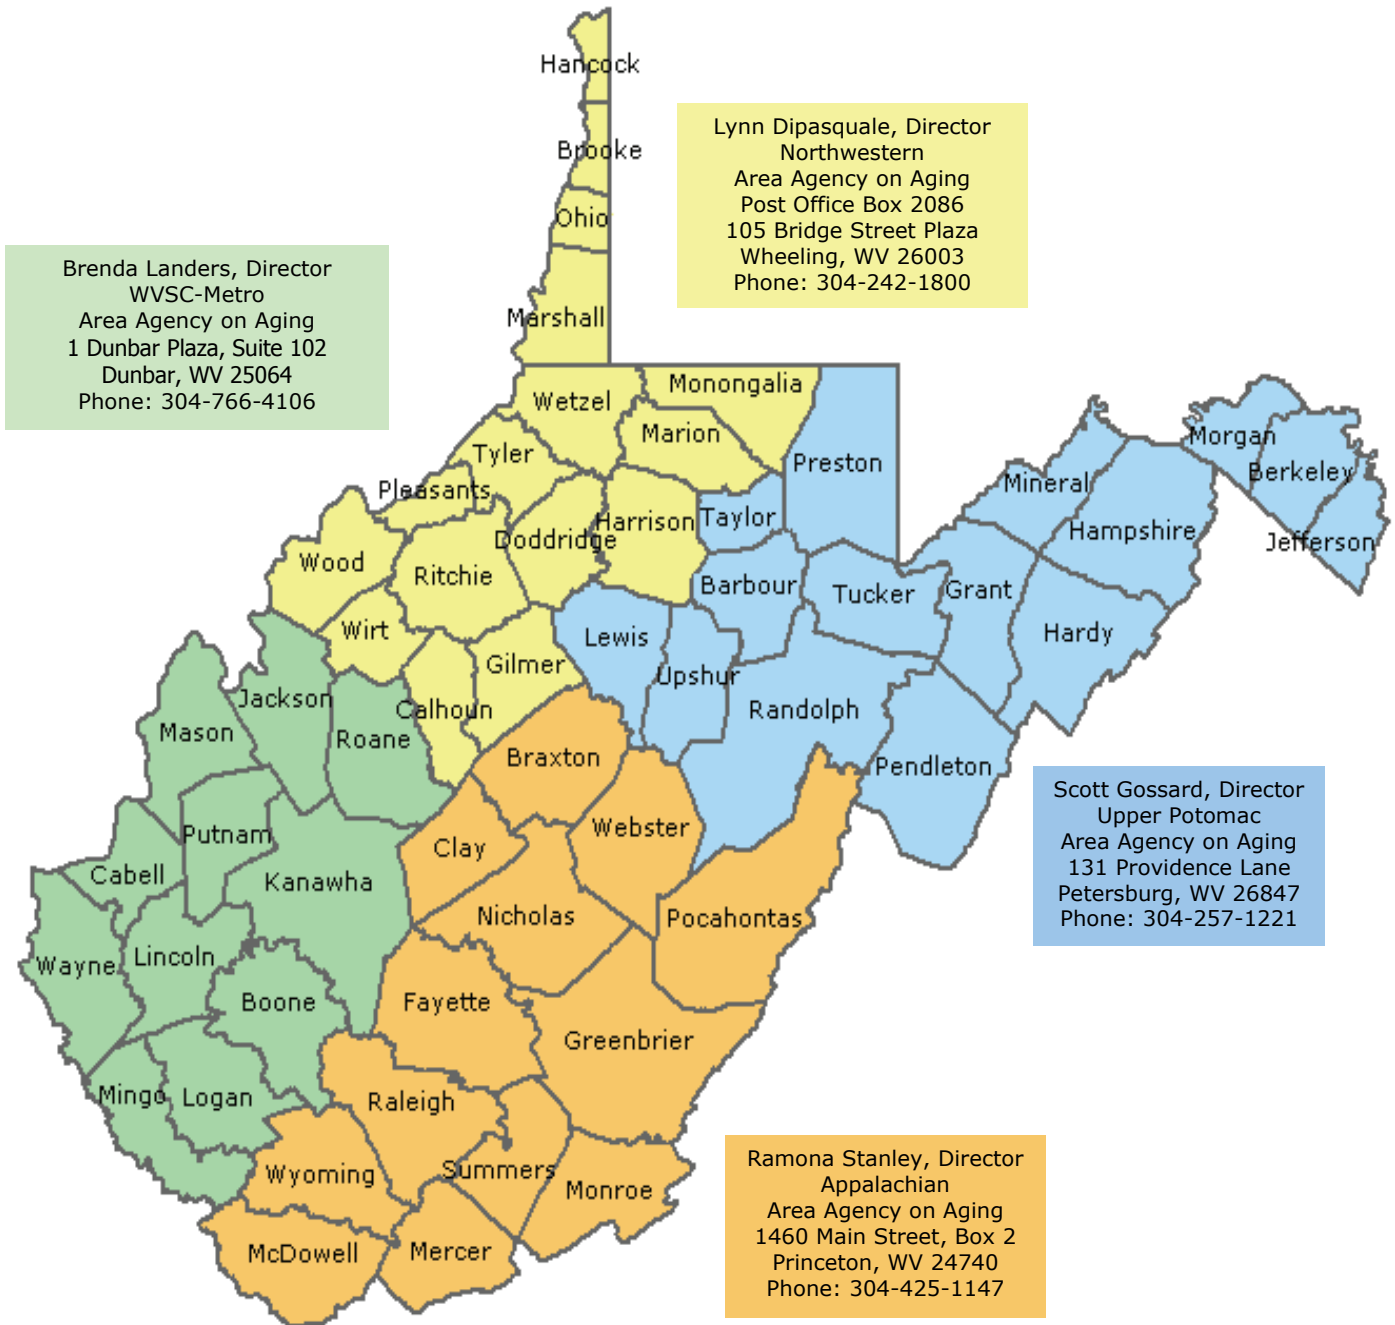 Hancock
Brooke
Ohio
Marshall
Lynn Dipasquale, Director
Northwestern
Area Agency on Aging
Post Office Box 2086
105 Bridge Street Plaza
Wheeling, WV 26003
Phone: 304-242-1800
Brenda Landers, Director
WVSC-Metro
Area Agency on Aging
1 Dunbar Plaza, Suite 102
Dunbar, WV 25064
Phone: 304-766-4106
Wetzel
Monongalia
Marion
Tyler
Pleasants
Preston
Morgan
Berkeley
Mineral
Hampshire
Jefferson
Wood
Ritchie
Doddridge
Harrison
Taylor
Barbour
Tucker
Grant
Hardy
Wirt
Lewis
Gilmer
Upshur
Calhoun
Randolph
Jackson
Mason
Roane
Braxton
Pendleton
Putnam
Clay
Webster
Cabell
Kanawha
Nicholas
Pocahontas
Wayne
Lincoln
Boone
Fayette
Greenbrier
Mingo
Logan
Raleigh
Wyoming
Summers
Monroe
McDowell
Mercer
Scott Gossard, Director
Upper Potomac
Area Agency on Aging
131 Providence Lane
Petersburg, WV 26847
Phone: 304-257-1221
Ramona Stanley, Director
Appalachian
Area Agency on Aging
1460 Main Street, Box 2
Princeton, WV 24740
Phone: 304-425-1147